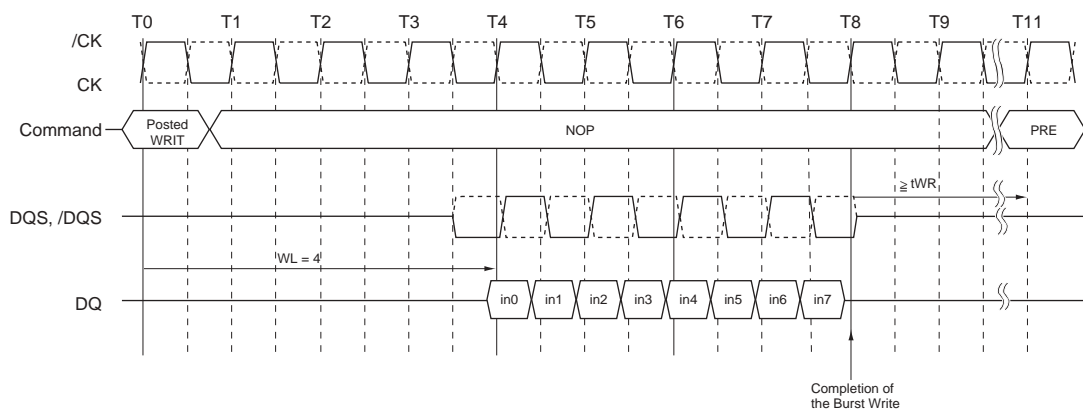 T0 T1 T2 T3 T4 T5 T6 T7 T8 T9 T11
/CK
CK
Command
Posted
WRIT
NOP
PRE
≧ tWR
DQS, /DQS
WL = 4
DQ
in0 in1 in2 in3 in4 in5 in6 in7
Completion of
the Burst Write